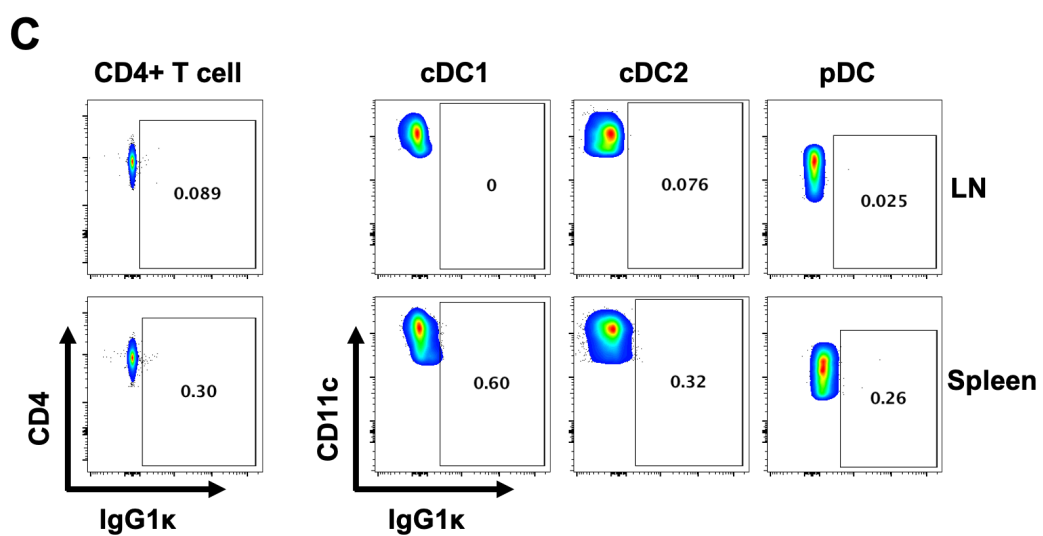 C
CD4+ T cell cDC1 cDC2 pDC
0.089 0 0.076 0.025 LN
0.30 0.60 0.32 0.26 Spleen
CD4 CD11c
IgG1κ IgG1κ